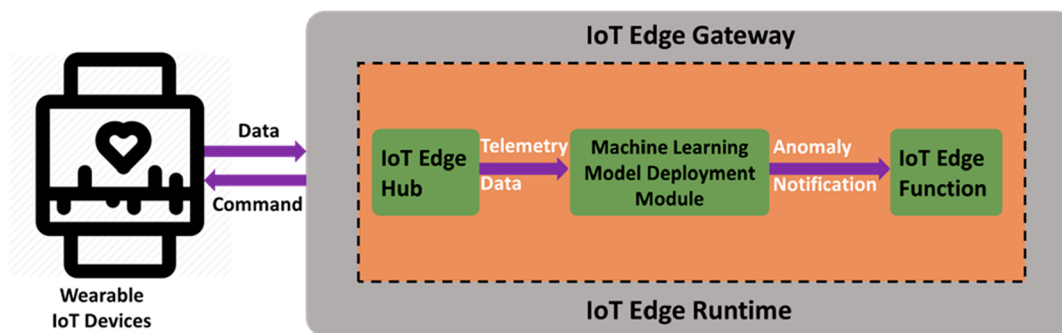 IoT Edge Gateway
Data
Command
Wearable
IoT Devices
IoT Edge
Hub
Telemetry
Data
Machine Learning
Model Deployment
Module
Anomaly
Notification
IoT Edge
Function
IoT Edge Runtime